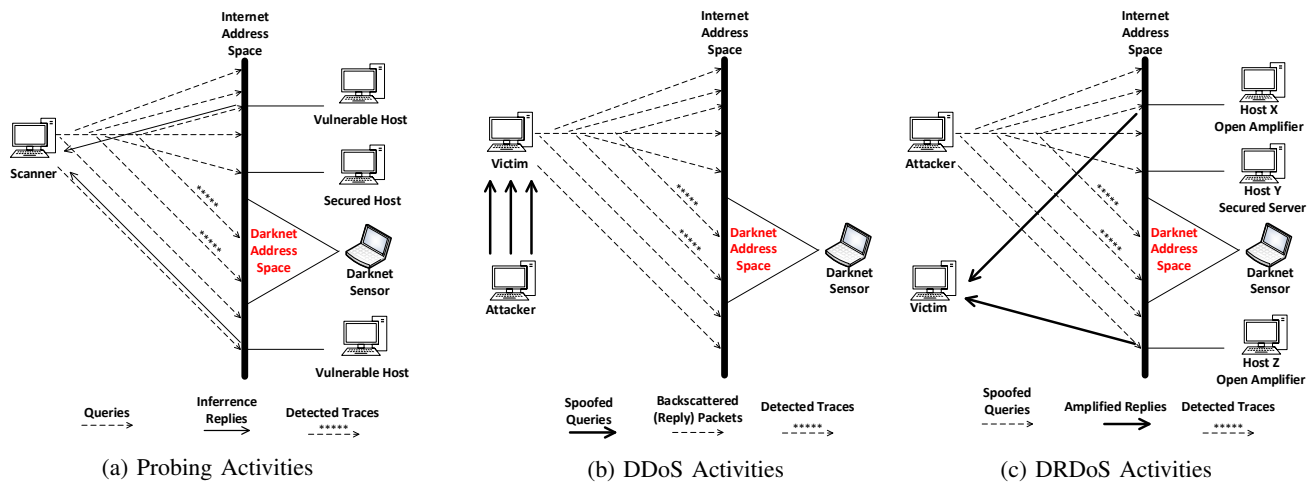 Internet
Address
Space
Vulnerable Host
Scanner
Secured Host
*****
*****
Darknet
Address
Space
Darknet
Sensor
Vulnerable Host
Queries
Inference
Replies
Detected Traces
*****
(a) Probing Activities
Internet
Address
Space
Victim
*****
*****
Darknet
Address
Space
Darknet
Sensor
Attacker
Spoofed
Queries
Backscattered
(Reply) Packets
Detected Traces
*****
(b) DDoS Activities
Internet
Address
Space
Host X
Open Amplifier
Attacker
Host Y
Secured Server
*****
*****
Darknet
Address
Space
Darknet
Sensor
Victim
Host Z
Open Amplifier
Spoofed
Queries
Amplified Replies
Detected Traces
*****
(c) DRDoS Activities